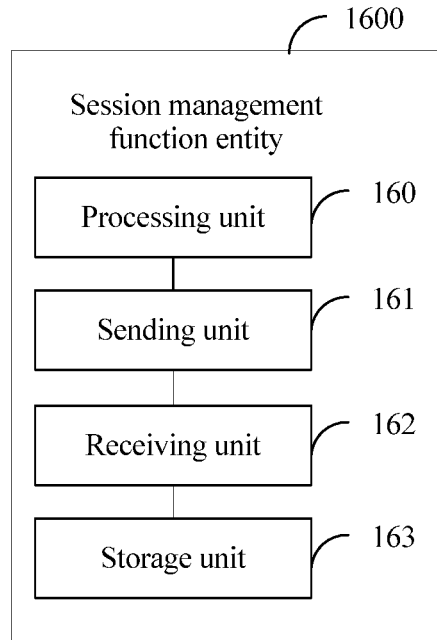 1600
Session management
function entity
Processing unit
160
Sending unit
161
Receiving unit
162
Storage unit
163